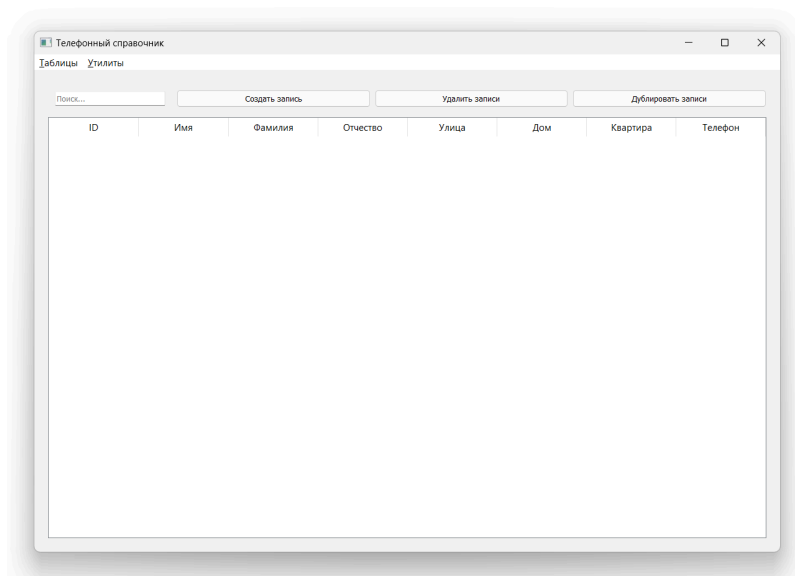 Телефонный справочник
Таблицы Утилиты
Поиск... Создать запись Удалить записи Дублировать записи
ID Имя Фамилия Отчество Улица Дом Квартира Телефон